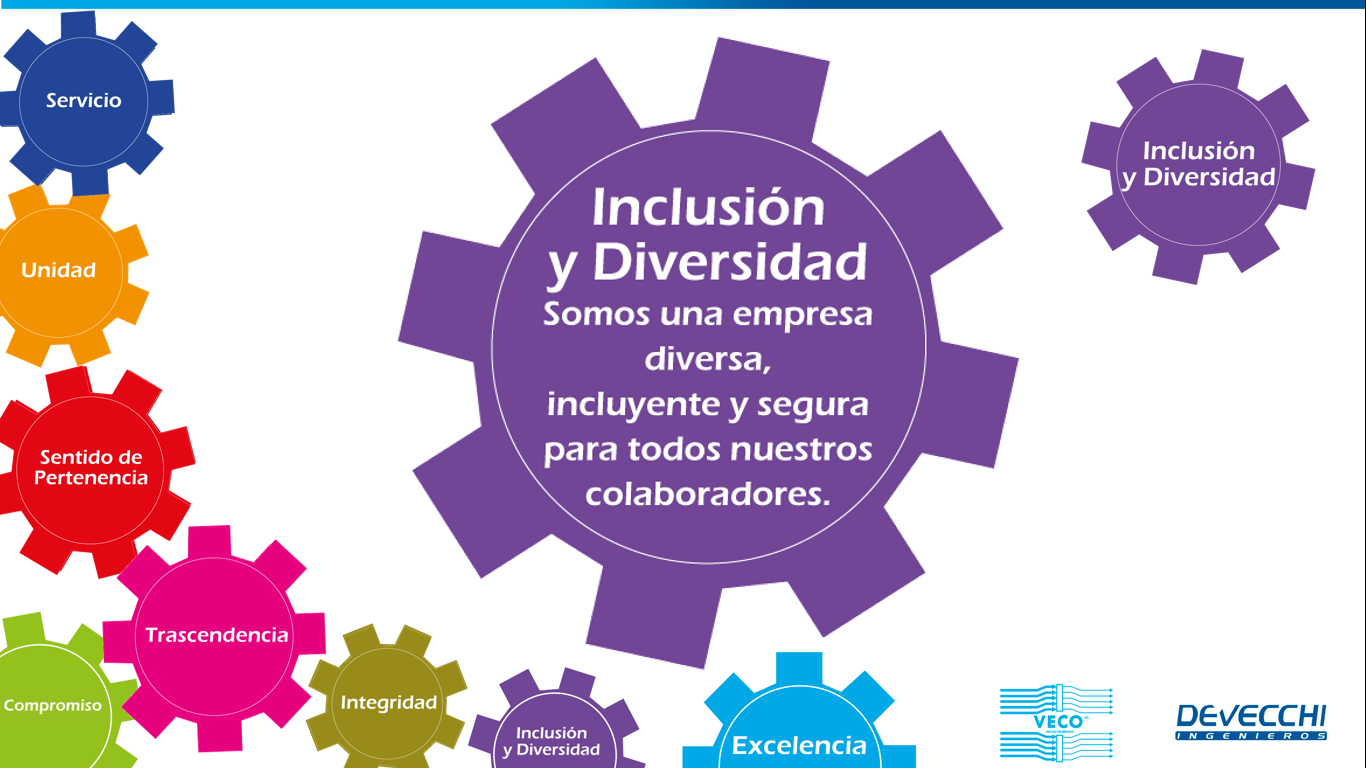 Servicio
Unidad
Sentido de
Pertenencia
Trascendencia
Compromiso
Integridad
Inclusión
y Diversidad
Excelencia
Inclusión
y Diversidad
Somos una empresa
diversa,
incluyente y segura
para todos nuestros
colaboradores.
Inclusión
y Diversidad
VECO
DEVECCHI
INGENIEROS